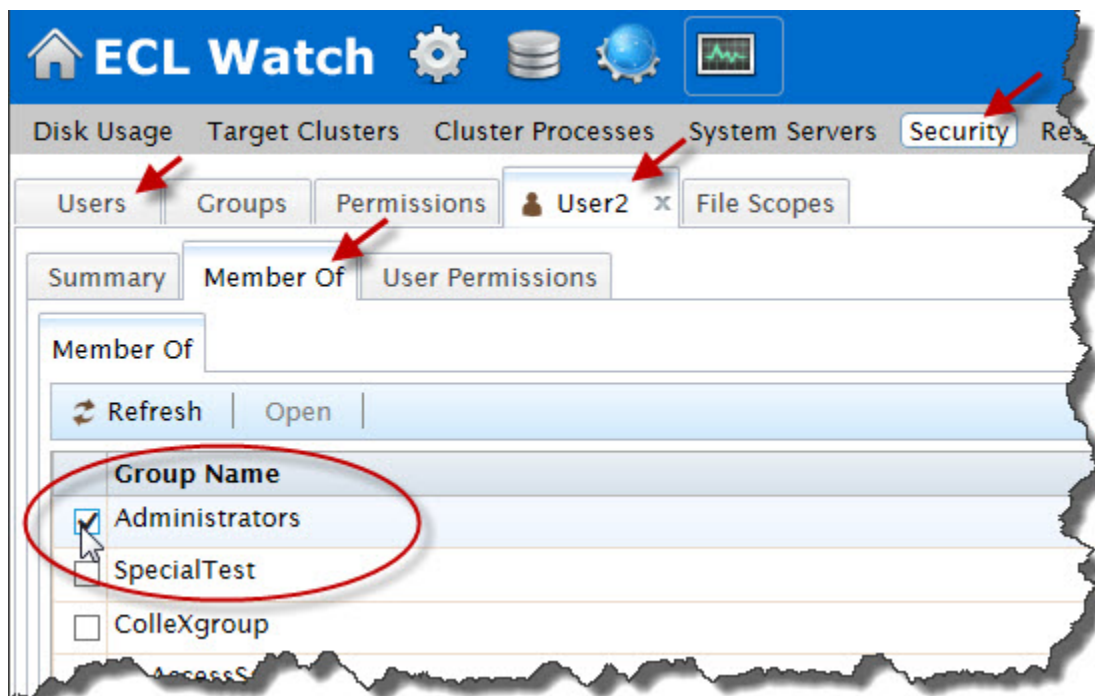 ECL Watch
Disk Usage Target Clusters Cluster Processes System Servers Security
Users Groups Permissions User2 x File Scopes
Summary Member Of User Permissions
Member Of
Refresh Open
Group Name
Administrators
SpecialTest
ColleXgroup